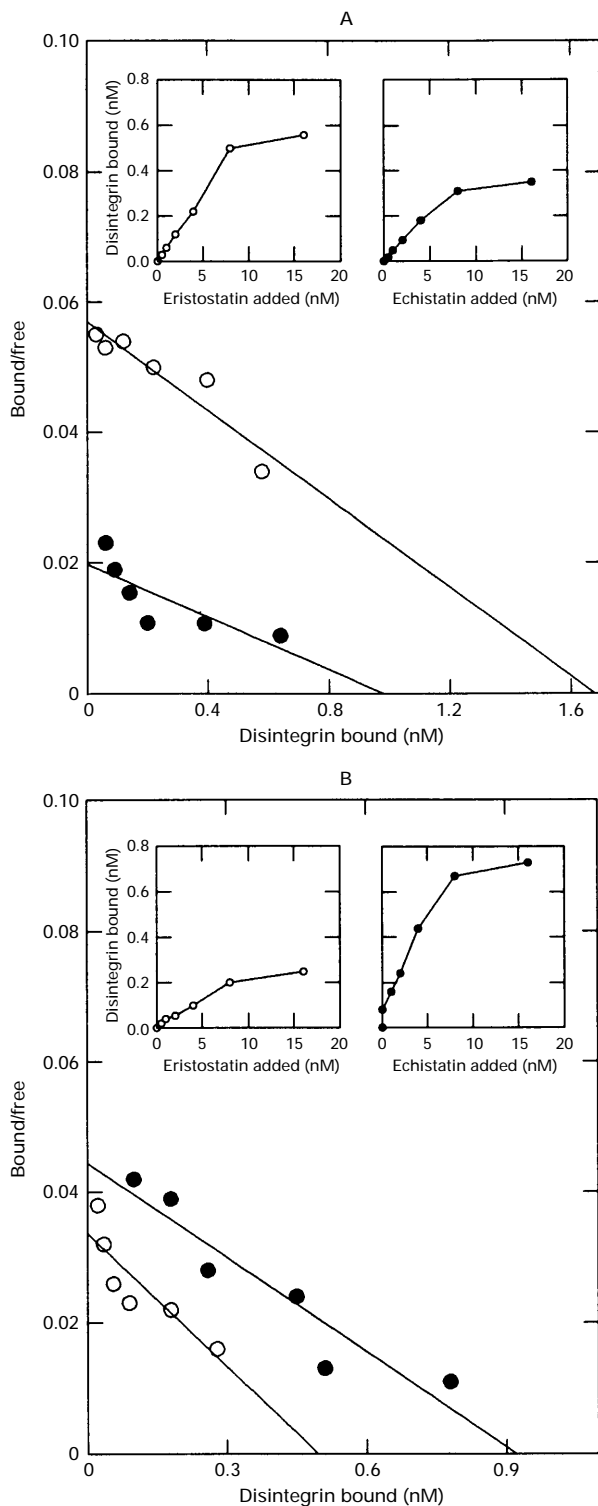 A
0.10
0.08
0.06
0.04
0.02
0
Bound/free
0 0.4 0.8 1.2 1.6
Disintegrin bound (nM)
0.8
0.6
0.4
0.2
0.0
Disintegrin bound (nM)
0 5 10 15 20
Eristostatin added (nM)
0 5 10 15 20
Echistatin added (nM)
B
0.10
0.08
0.06
0.04
0.02
0
Bound/free
0 0.3 0.6 0.9
Disintegrin bound (nM)
0.8
0.6
0.4
0.2
0.0
Disintegrin bound (nM)
0 5 10 15 20
Eristostatin added (nM)
0 5 10 15 20
Echistatin added (nM)